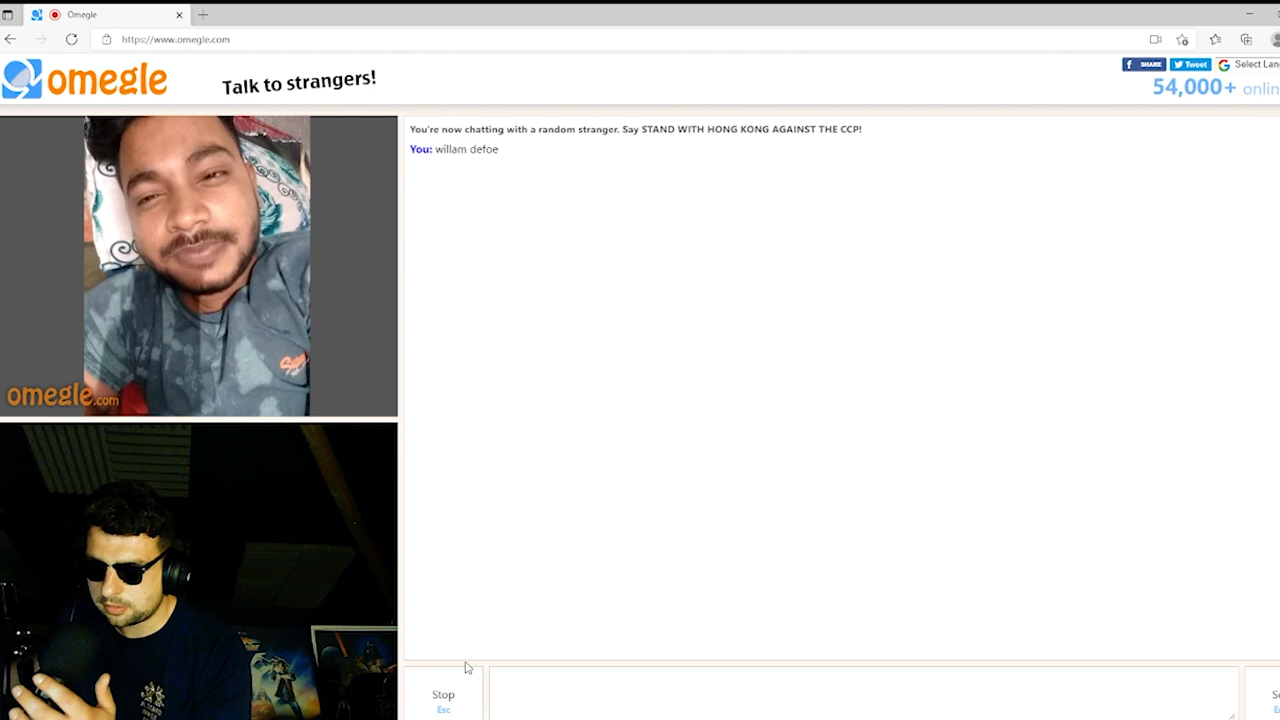 Omegle
https://www.omegle.com
omegle
Talk to strangers!
SHARE
Tweet
Select Lan
54,000+ onlin
You're now chatting with a random stranger. Say STAND WITH HONG KONG AGAINST THE CCP!
You: willam defoe
omegle.com
Stop
Esc